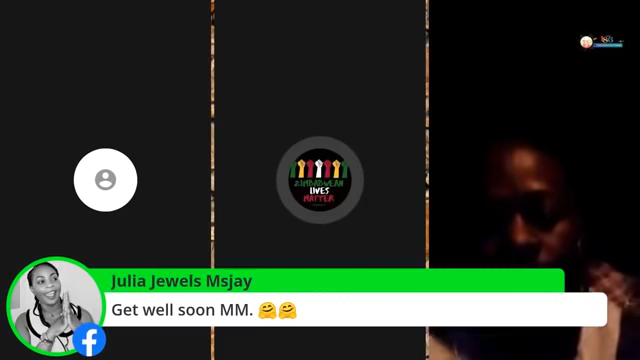 ZIMBABWEAN
LIVES
MATTER
Julia Jewels Msjay
Get well soon MM. 🤗🤗